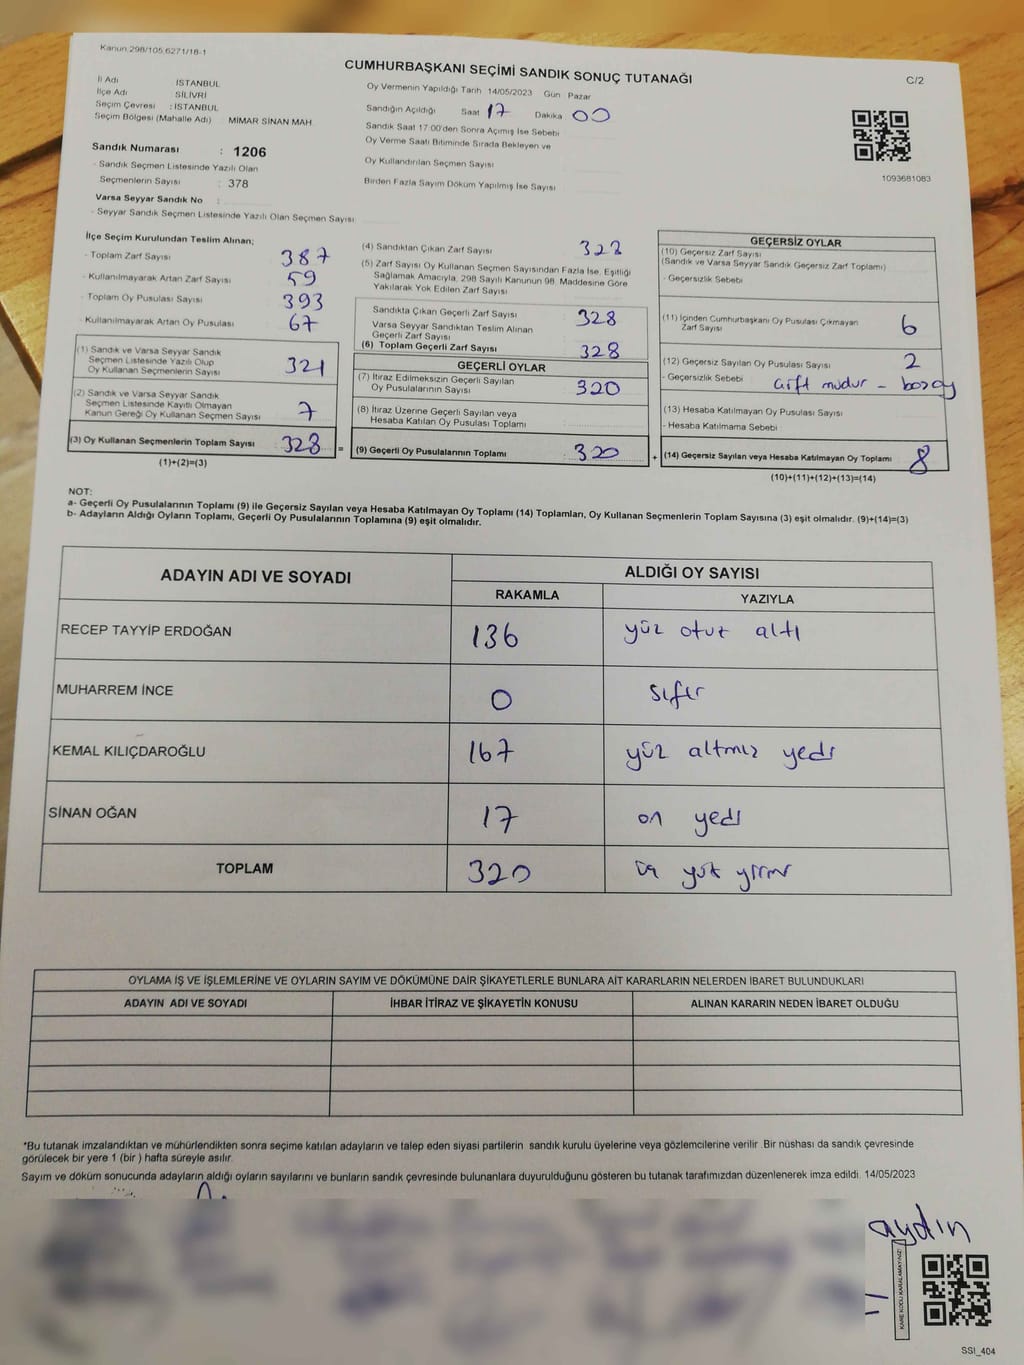 Kanun.298/105,6271/18-1
CUMHURBAŞKANI SEÇİMİ SANDIK SONUÇ TUTANAĞI
C/2
İl Adı İSTANBUL
İlçe Adı SİLİVRİ
Seçim Çevresi : İSTANBUL
Seçim Bölgesi (Mahalle Adı) MİMAR SİNAN MAH.
Oy Vermenin Yapıldığı Tarih 14/05/2023 Gün Pazar
Sandığın Açıldığı Saat 17 Dakika 00
Sandık Saat 17:00'den Sonra Açımış İse Sebebi
Oy Verme Saati Bitiminde Sırada Bekleyen ve
Oy Kullandırılan Seçmen Sayısı
Birden Fazla Sayım Döküm Yapılmış İse Sayısı
1093681083
Sandık Numarası : 1206
- Sandık Seçmen Listesinde Yazılı Olan
Seçmenlerin Sayısı : 378
Varsa Seyyar Sandık No :
- Seyyar Sandık Seçmen Listesinde Yazılı Olan Seçmen Sayısı
İlçe Seçim Kurulundan Teslim Alınan;
- Toplam Zarf Sayısı 387
- Kullanılmayarak Artan Zarf Sayısı 59
- Toplam Oy Pusulası Sayısı 393
- Kullanılmayarak Artan Oy Pusulası 67
(1) Sandık ve Varsa Seyyar Sandık
Seçmen Listesinde Yazılı Olup
Oy Kullanan Seçmenlerin Sayısı 321
(2) Sandık ve Varsa Seyyar Sandık
Seçmen Listesinde Kayıtlı Olmayan
Kanun Gereği Oy Kullanan Seçmen Sayısı 7
(3) Oy Kullanan Seçmenlerin Toplam Sayısı 328 =
(1)+(2)=(3)
(4) Sandıktan Çıkan Zarf Sayısı 328
(5) Zarf Sayısı Oy Kullanan Seçmen Sayısından Fazla İse, Eşitliği
Sağlamak Amacıyla, 298 Sayılı Kanunun 98. Maddesine Göre
Yakılarak Yok Edilen Zarf Sayısı
Sandıkta Çıkan Geçerli Zarf Sayısı 328
Varsa Seyyar Sandıktan Teslim Alınan
Geçerli Zarf Sayısı
(6) Toplam Geçerli Zarf Sayısı 328
GEÇERLİ OYLAR
(7) İtiraz Edilmeksizin Geçerli Sayılan
Oy Pusulalarının Sayısı 320
(8) İtiraz Üzerine Geçerli Sayılan veya
Hesaba Katılan Oy Pusulası Toplamı
(9) Geçerli Oy Pusulalarının Toplamı 320 +
GEÇERSİZ OYLAR
(10) Geçersiz Zarf Sayısı
(Sandık ve Varsa Seyyar Sandık Geçersiz Zarf Toplamı)
- Geçersizlik Sebebi
(11) İçinden Cumhurbaşkanı Oy Pusulası Çıkmayan
Zarf Sayısı 6
(12) Geçersiz Sayılan Oy Pusulası Sayısı 2
- Geçersizlik Sebebi
(13) Hesaba Katılmayan Oy Pusulası Sayısı
- Hesaba Katılmama Sebebi
(14) Geçersiz Sayılan veya Hesaba Katılmayan Oy Toplamı 8
(10)+(11)+(12)+(13)=(14)
NOT:
a- Geçerli Oy Pusulalarının Toplamı (9) ile Geçersiz Sayılan veya Hesaba Katılmayan Oy Toplamı (14) Toplamları, Oy Kullanan Seçmenlerin Toplam Sayısına (3) eşit olmalıdır. (9)+(14)=(3)
b- Adayların Aldığı Oyların Toplamı, Geçerli Oy Pusulalarının Toplamına (9) eşit olmalıdır.
ADAYIN ADI VE SOYADI
ALDIĞI OY SAYISI
RAKAMLA YAZIYLA
RECEP TAYYİP ERDOĞAN 136 yüz otuz altı
MUHARREM İNCE 0 sıfır
KEMAL KILIÇDAROĞLU 167 yüz altmız yedi
SİNAN OĞAN 17 on yedi
TOPLAM 320 üç yüz yirmi
OYLAMA İŞ VE İŞLEMLERİNE VE OYLARIN SAYIM VE DÖKÜMÜNE DAİR ŞİKAYETLERLE BUNLARA AİT KARARLARIN NELERDEN İBARET BULUNDUKLARI
ADAYIN ADI VE SOYADI İHBAR İTİRAZ VE ŞİKAYETİN KONUSU ALINAN KARARIN NEDEN İBARET OLDUĞU
*Bu tutanak imzalandıktan ve mühürlendikten sonra seçime katılan adayların ve talep eden siyasi partilerin sandık kurulu üyelerine veya gözlemcilerine verilir. Bir nüshası da sandık çevresinde
görülecek bir yere 1 (bir ) hafta süreyle asılır.
Sayım ve döküm sonucunda adayların aldığı oyların sayılarını ve bunların sandık çevresinde bulunanlara duyurulduğunu gösteren bu tutanak tarafımızdan düzenlenerek imza edildi. 14/05/2023
aydın
KARE KODU KARALAMAYINIZ!
SSI_404